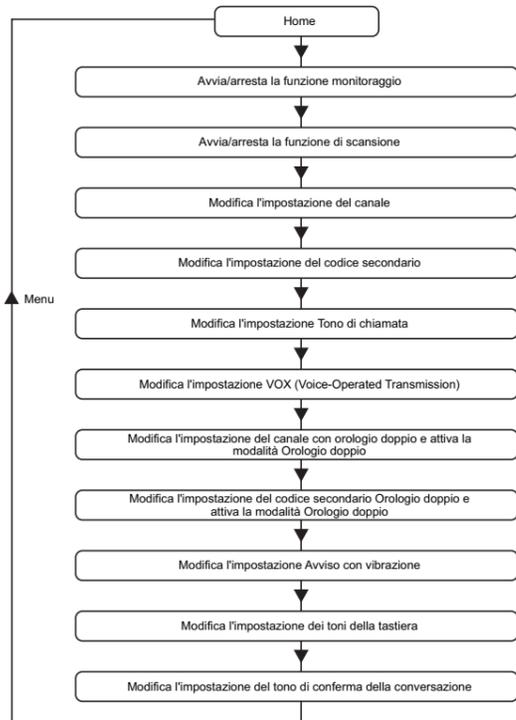 Home
Avvia/arresta la funzione monitoraggio
Avvia/arresta la funzione di scansione
Modifica l'impostazione del canale
Modifica l'impostazione del codice secondario
Menu
Modifica l'impostazione Tono di chiamata
Modifica l'impostazione VOX (Voice-Operated Transmission)
Modifica l'impostazione del canale con orologio doppio e attiva la
modalità Orologio doppio
Modifica l'impostazione del codice secondario Orologio doppio e
attiva la modalità Orologio doppio
Modifica l'impostazione Avviso con vibrazione
Modifica l'impostazione dei toni della tastiera
Modifica l'impostazione del tono di conferma della conversazione